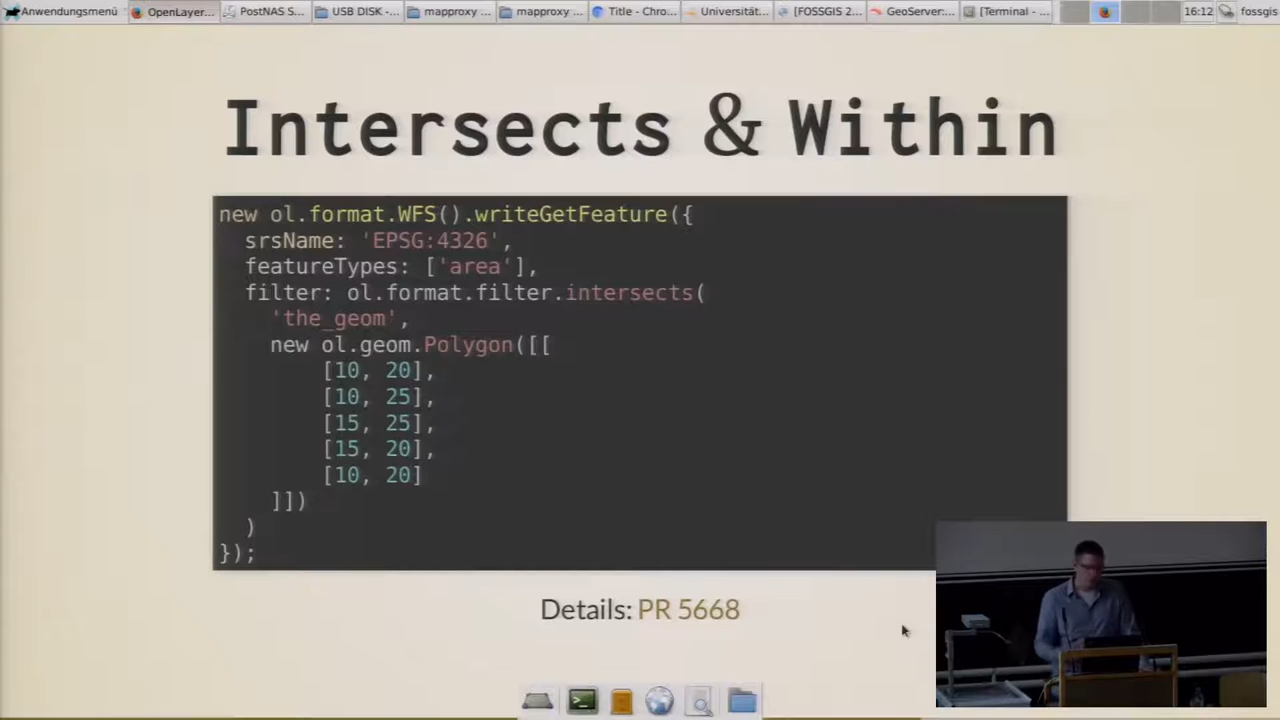 Anwendungsmenü
OpenLayer...
PostNAS S...
USB DISK -...
mapproxy ...
mapproxy ...
Title - Chro...
Universität...
[FOSSGIS 2...
GeoServer:...
[Terminal - ...
16:12
fossgis
Intersects & Within
new ol.format.WFS().writeGetFeature({
srsName: 'EPSG:4326',
featureTypes: ['area'],
filter: ol.format.filter.intersects(
'the_geom',
new ol.geom.Polygon([[
[10, 20],
[10, 25],
[15, 25],
[15, 20],
[10, 20]
]])
)
});
Details: PR 5668